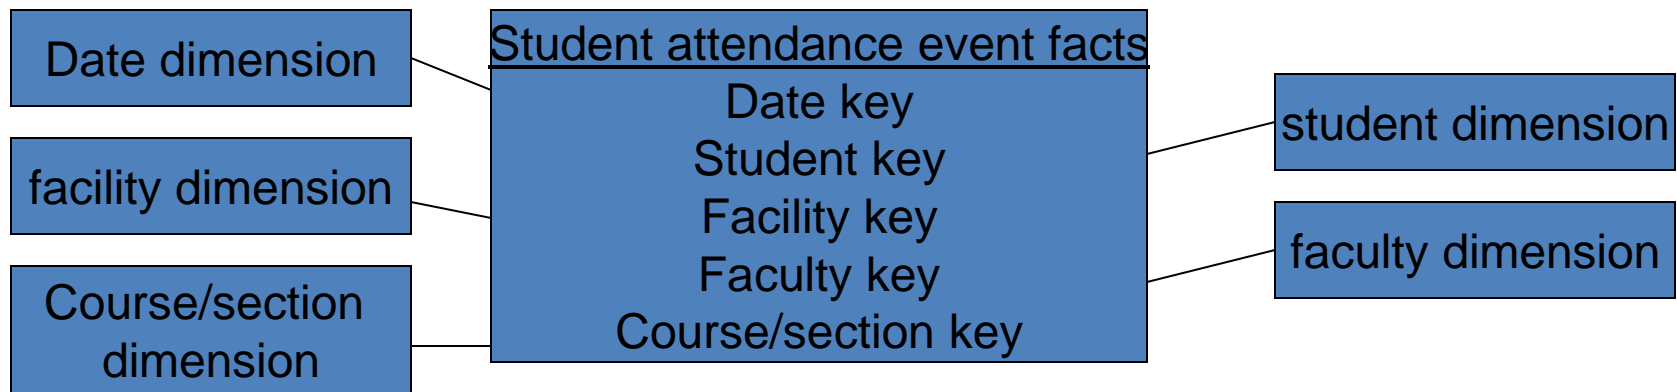 Date dimension
facility dimension
Course/section
dimension
Student attendance event facts
Date key
Student key
Facility key
Faculty key
Course/section key
student dimension
faculty dimension